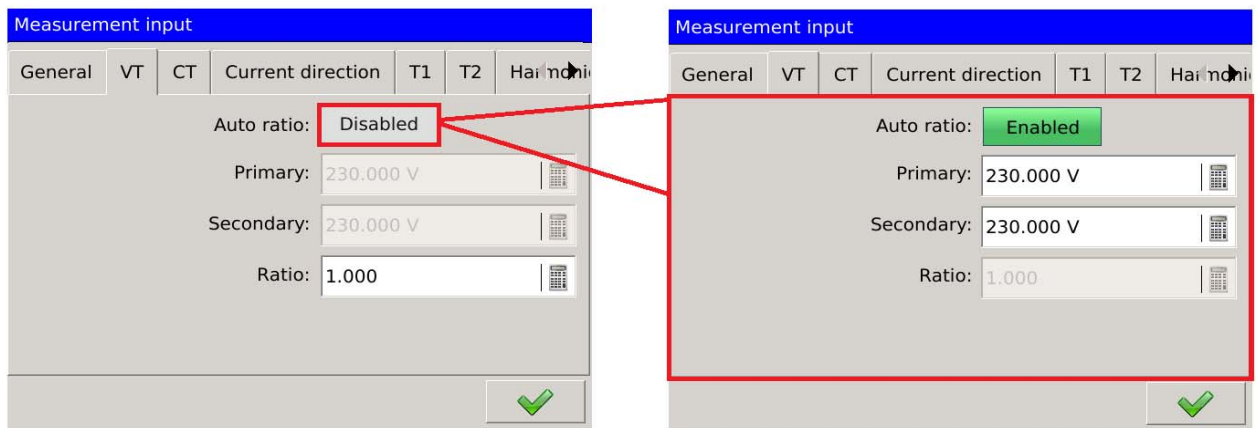 Measurement input
General VT CT Current direction T1 T2 Harmoni
Auto ratio: Disabled
Primary: 230.000 V
Secondary: 230.000 V
Ratio: 1.000
Measurement input
General VT CT Current direction T1 T2 Harmoni
Auto ratio: Enabled
Primary: 230.000 V
Secondary: 230.000 V
Ratio: 1.000